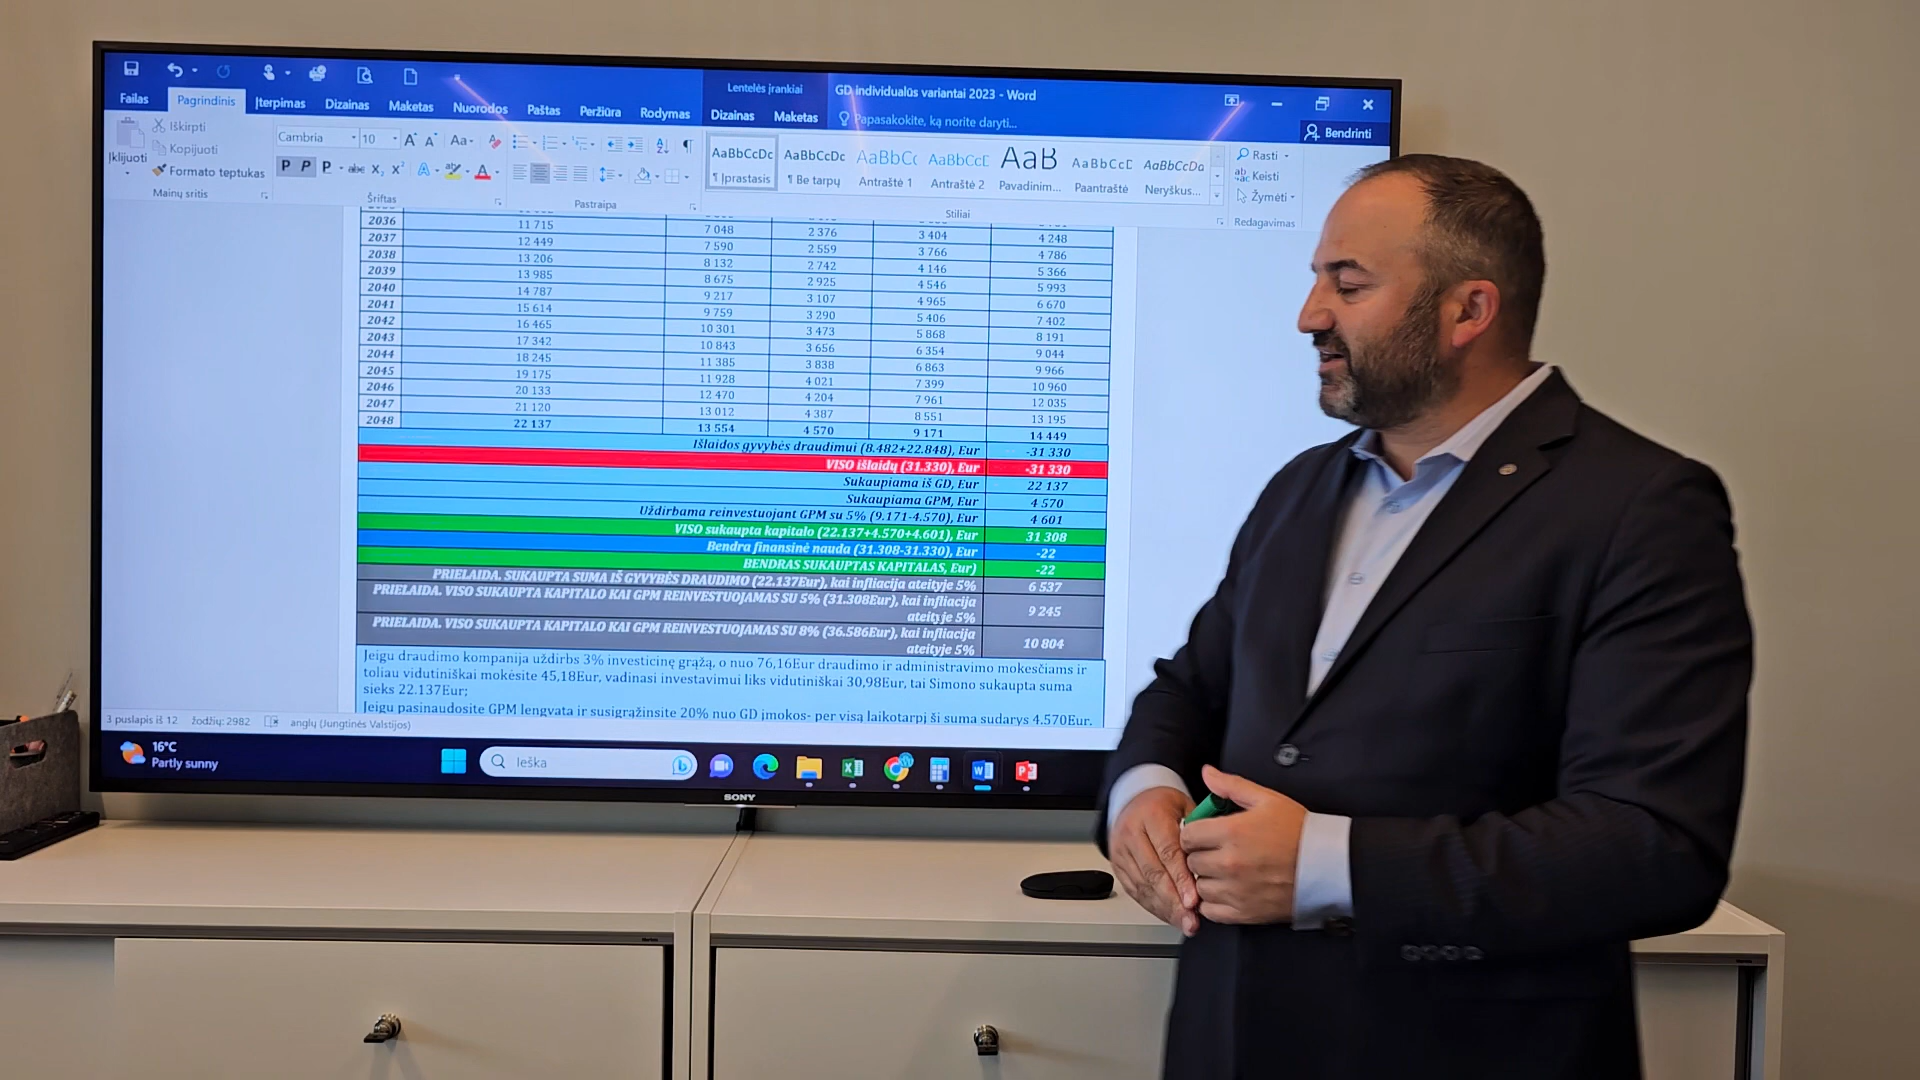 Lentelės įrankiai
GD individualūs variantai 2023 - Word
Failas Pagrindinis Įterpimas Dizainas Maketas Nuorodos Paštas Peržiūra Rodymas Dizainas Maketas Papasakokite, ką norite daryti... Bendrinti
Įklijuoti
Iškirpti
Kopijuoti
Formato teptukas
Mainų sritis
Cambria 10 A A Aa
P P P abc X₂ X² A A
Šriftas
Pastraipa
AaBbCcDc AaBbCcDc AaBbCc AaBbCcE AaB AaBbCcD AaBbCcDa
¶ Įprastasis ¶ Be tarpų Antraštė 1 Antraštė 2 Pavadinim... Paantraštė Neryškus...
Stiliai
Rasti
Keisti
Žymėti
Redagavimas
2036 11 715 7 048 2 376 3 404 4 248
2037 12 449 7 590 2 559 3 766 4 786
2038 13 206 8 132 2 742 4 146 5 366
2039 13 985 8 675 2 925 4 546 5 993
2040 14 787 9 217 3 107 4 965 6 670
2041 15 614 9 759 3 290 5 406 7 402
2042 16 465 10 301 3 473 5 868 8 191
2043 17 342 10 843 3 656 6 354 9 044
2044 18 245 11 385 3 838 6 863 9 966
2045 19 175 11 928 4 021 7 399 10 960
2046 20 133 12 470 4 204 7 961 12 035
2047 21 120 13 012 4 387 8 551 13 195
2048 22 137 13 554 4 570 9 171 14 449
Išlaidos gyvybės draudimui (8.482+22.848), Eur -31 330
VISO išlaidų (31.330), Eur -31 330
Sukaupiama iš GD, Eur 22 137
Sukaupiama GPM, Eur 4 570
Uždirbama reinvestuojant GPM su 5% (9.171-4.570), Eur 4 601
VISO sukaupta kapitalo (22.137+4.570+4.601), Eur 31 308
Bendra finansinė nauda (31.308-31.330), Eur -22
BENDRAS SUKAUPTAS KAPITALAS, Eur) -22
PRIELAIDA. SUKAUPTA SUMA IŠ GYVYBĖS DRAUDIMO (22.137Eur), kai infliacija ateityje 5% 6 537
PRIELAIDA. VISO SUKAUPTA KAPITALO KAI GPM REINVESTUOJAMAS SU 5% (31.308Eur), kai infliacija
ateityje 5% 9 245
PRIELAIDA. VISO SUKAUPTA KAPITALO KAI GPM REINVESTUOJAMAS SU 8% (36.586Eur), kai infliacija
ateityje 5% 10 804
Jeigu draudimo kompanija uždirbs 3% investicinę grąžą, o nuo 76,16Eur draudimo ir administravimo mokesčiams ir
toliau vidutiniškai mokėsite 45,18Eur, vadinasi investavimui liks vidutiniškai 30,98Eur, tai Simono sukaupta suma
sieks 22.137Eur;
Jeigu pasinaudosite GPM lengvata ir susigrąžinsite 20% nuo GD įmokos- per visą laikotarpį ši suma sudarys 4.570Eur.
3 puslapis iš 12 žodžių: 2982 anglų (Jungtinės Valstijos)
16°C
Partly sunny
Ieška
SONY